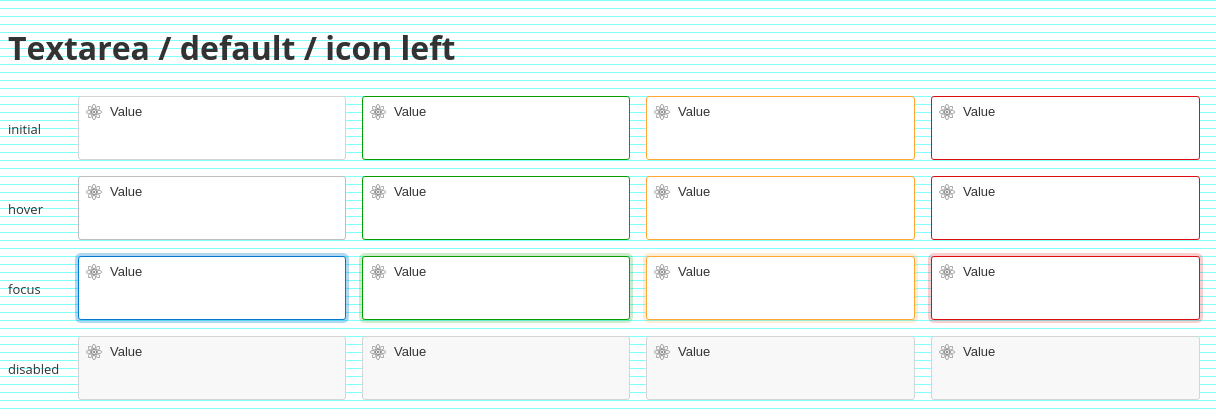 Textarea / default / icon left
initial Value Value Value Value
hover Value Value Value Value
focus Value Value Value Value
disabled Value Value Value Value